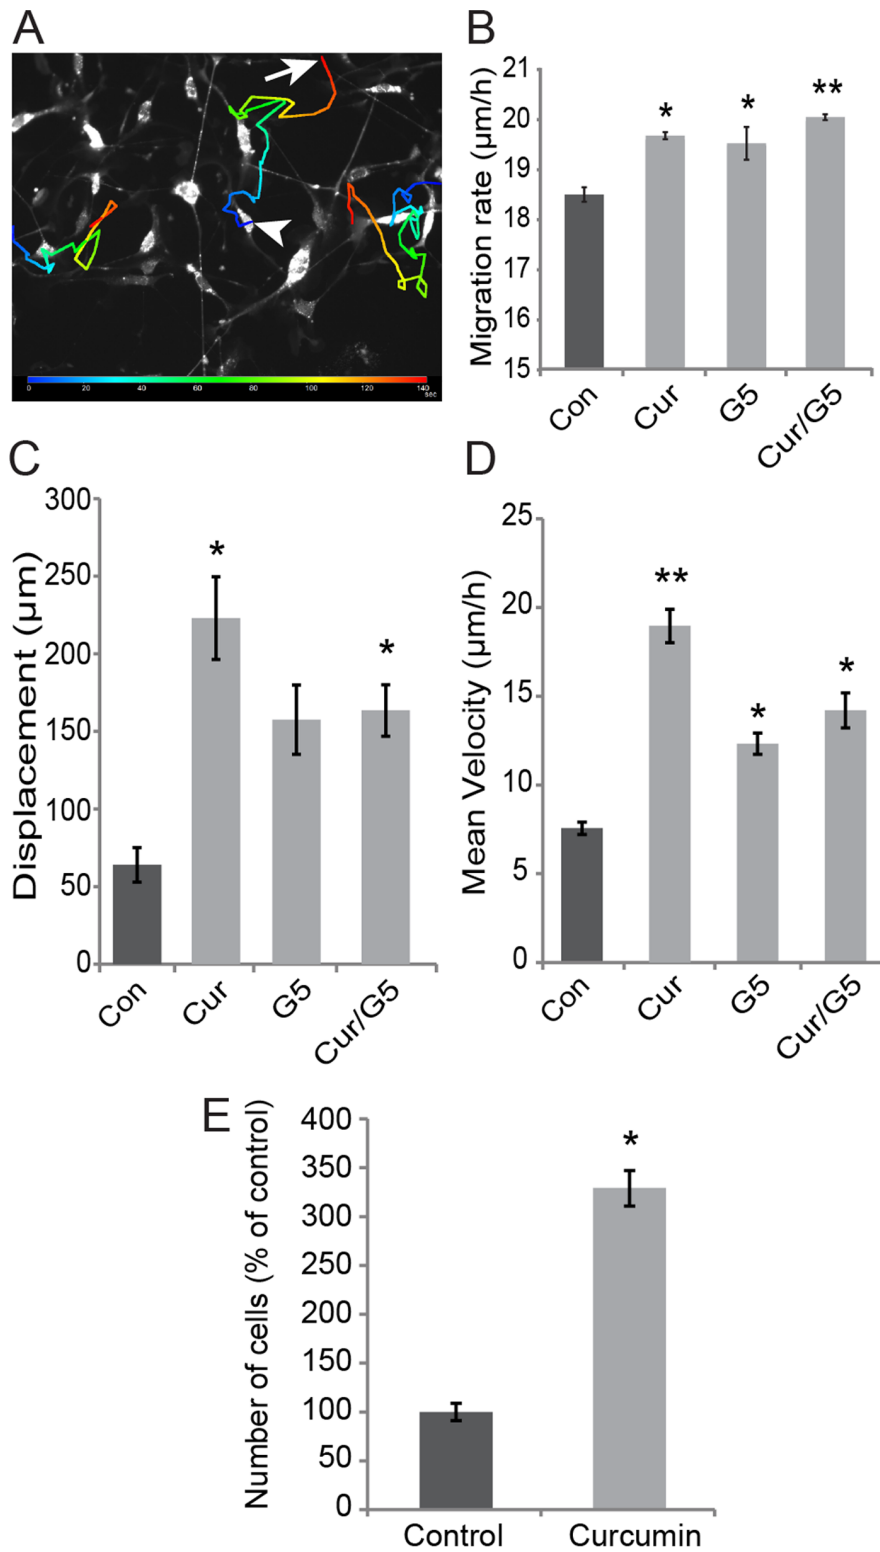 A
0 20 40 60 80 100 120 140
sec
B
Migration rate (µm/h)
21
20
19
18
17
16
15
* * **
Con Cur G5 Cur/G5
C
Displacement (µm)
300
250
200
150
100
50
0
* *
Con Cur G5 Cur/G5
D
Mean Velocity (µm/h)
25
20
15
10
5
0
** * *
Con Cur G5 Cur/G5
E
Number of cells (% of control)
400
350
300
250
200
150
100
50
0
*
Control Curcumin